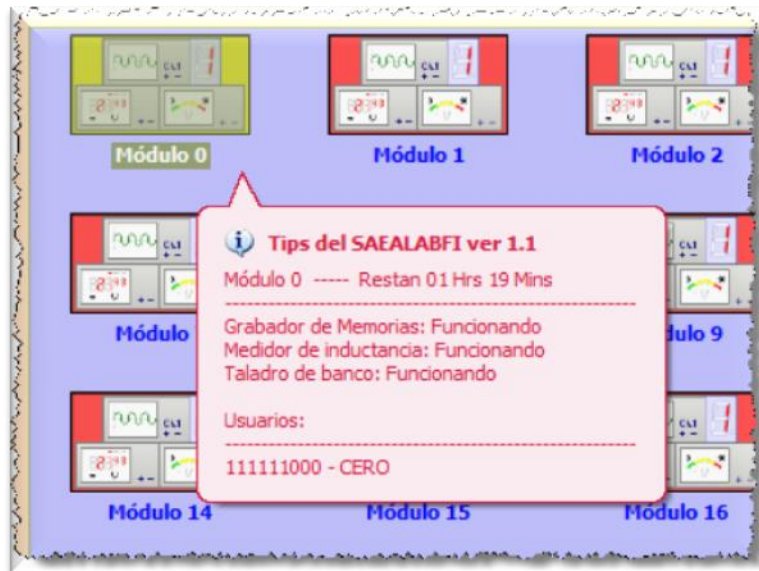 Módulo 0
Módulo 1
Módulo 2
Tips del SAEALABFI ver 1.1
Módulo 0 ----- Restan 01 Hrs 19 Mins
Grabador de Memorias: Funcionando
Medidor de inductancia: Funcionando
Taladro de banco: Funcionando
Usuarios:
111111000 - CERO
Módulo
dulo 9
Módulo 14
Módulo 15
Módulo 16